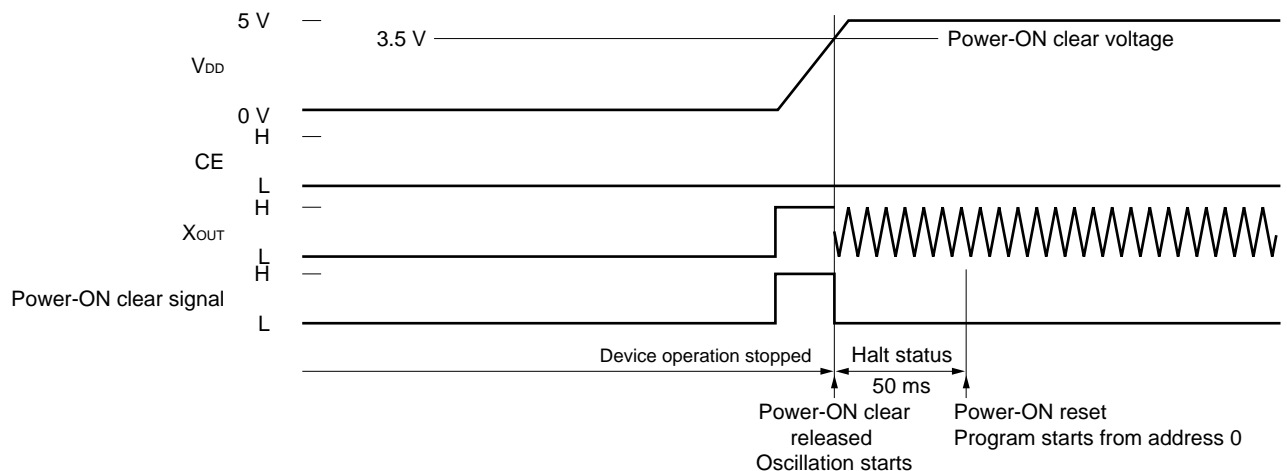 5 V
3.5 V
Power-ON clear voltage
VDD
0 V
H
CE
L
H
XOUT
L
H
Power-ON clear signal
L
Device operation stopped
Halt status
50 ms
Power-ON clear
released
Oscillation starts
Power-ON reset
Program starts from address 0